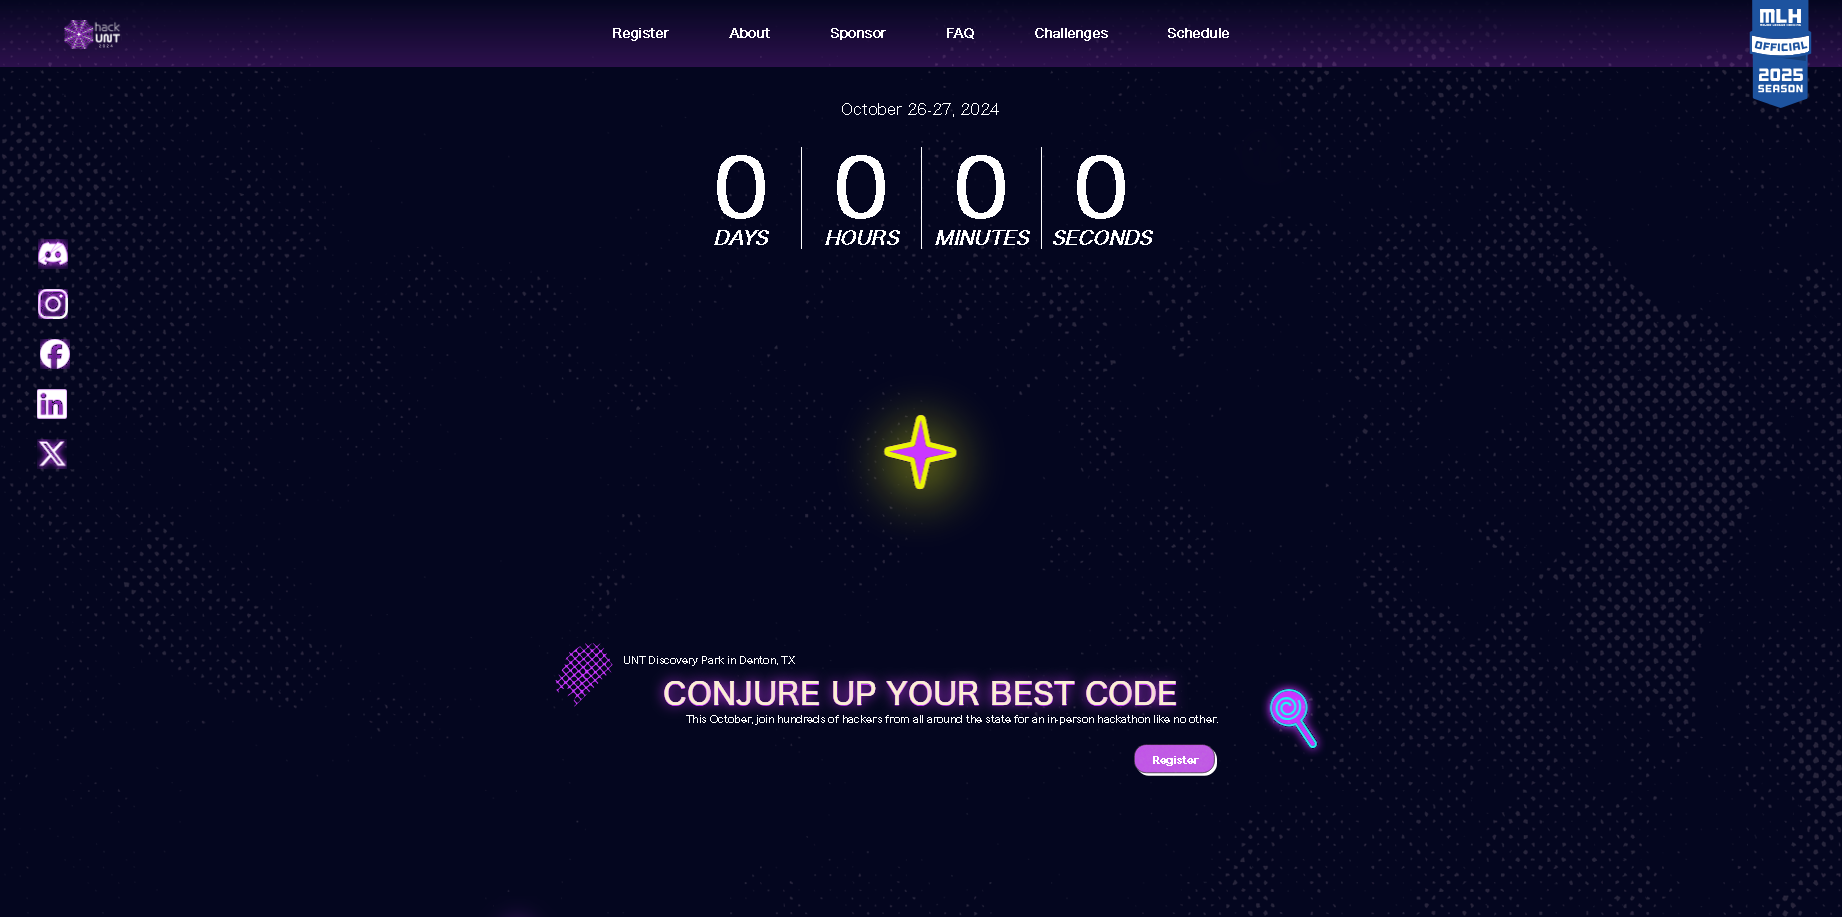 hack
UNT
2024
Register About Sponsor FAQ Challenges Schedule
MLH
OFFICIAL
2025
SEASON
October 26-27, 2024
0 0 0 0
DAYS HOURS MINUTES SECONDS
UNT Discovery Park in Denton, TX
CONJURE UP YOUR BEST CODE
This October, join hundreds of hackers from all around the state for an in-person hackathon like no other.
Register